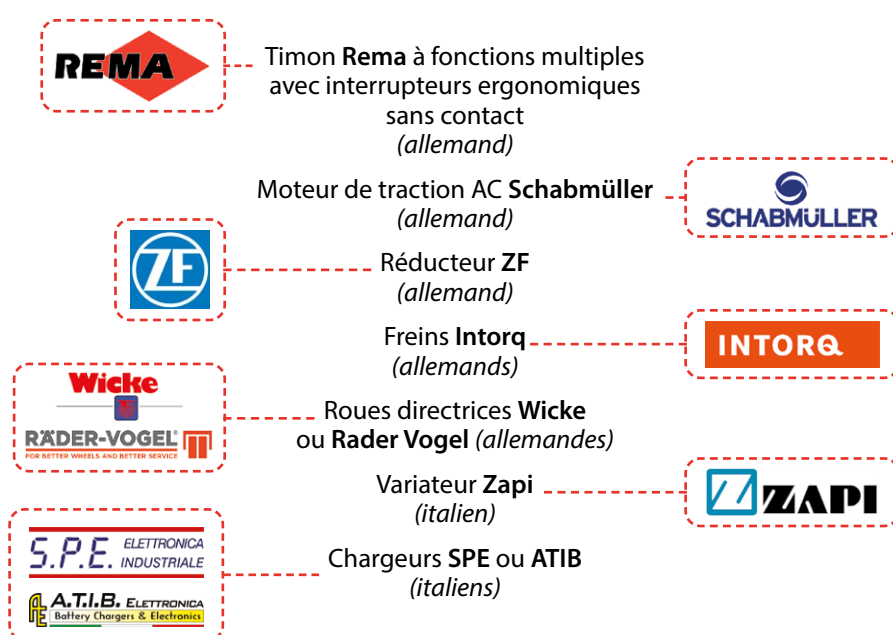 REMA
Timon Rema à fonctions multiples
avec interrupteurs ergonomiques
sans contact
(allemand)
Moteur de traction AC Schabmüller
(allemand)
SCHABMÜLLER
ZF
Réducteur ZF
(allemand)
Freins Intorq
(allemands)
INTORQ
Wicke
RÄDER-VOGEL
FOR BETTER WHEELS AND BETTER SERVICE
Roues directrices Wicke
ou Rader Vogel (allemandes)
Variateur Zapi
(italien)
ZAPI
S.P.E. ELETTRONICA
INDUSTRIALE
A.T.I.B. ELETTRONICA
Battery Chargers & Electronics
Chargeurs SPE ou ATIB
(italiens)